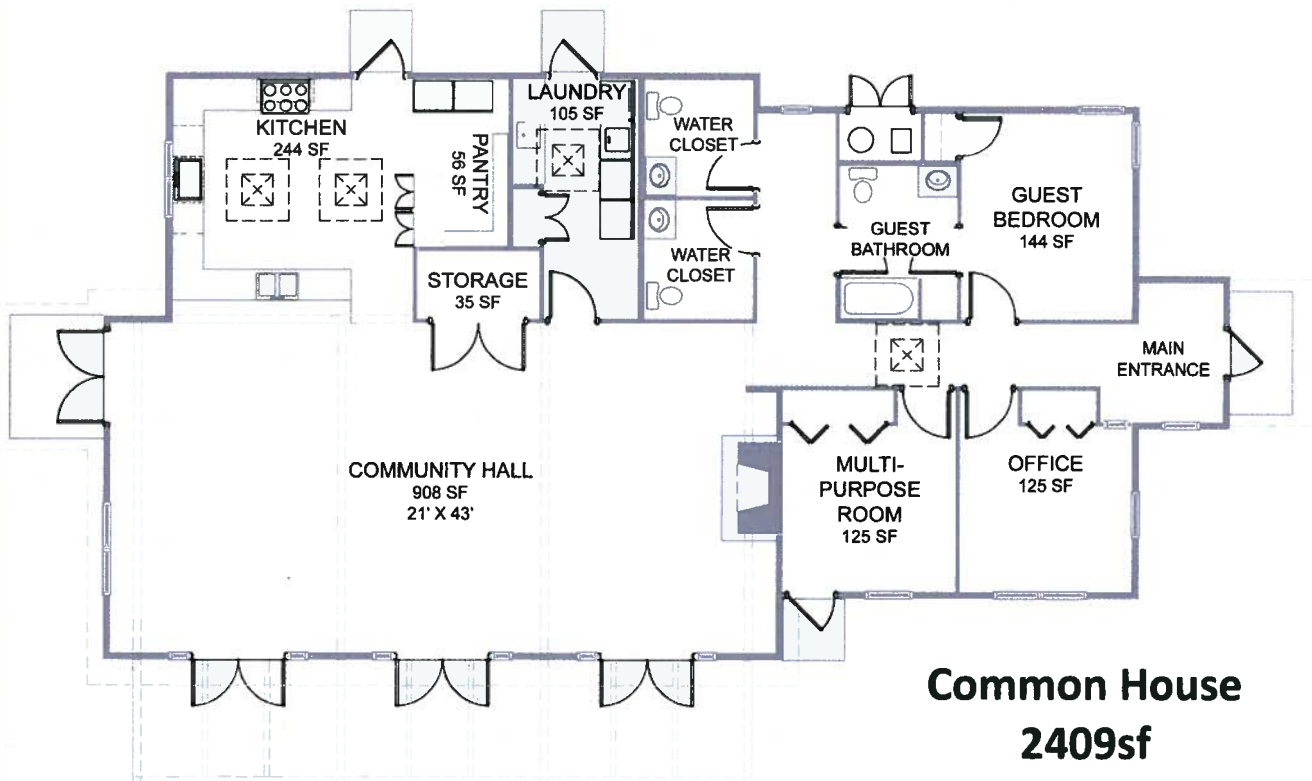 KITCHEN
244 SF
PANTRY
56 SF
LAUNDRY
105 SF
WATER
CLOSET
WATER
CLOSET
STORAGE
35 SF
GUEST
BATHROOM
GUEST
BEDROOM
144 SF
MAIN
ENTRANCE
COMMUNITY HALL
908 SF
21' X 43'
MULTI-
PURPOSE
ROOM
125 SF
OFFICE
125 SF
Common House
2409sf